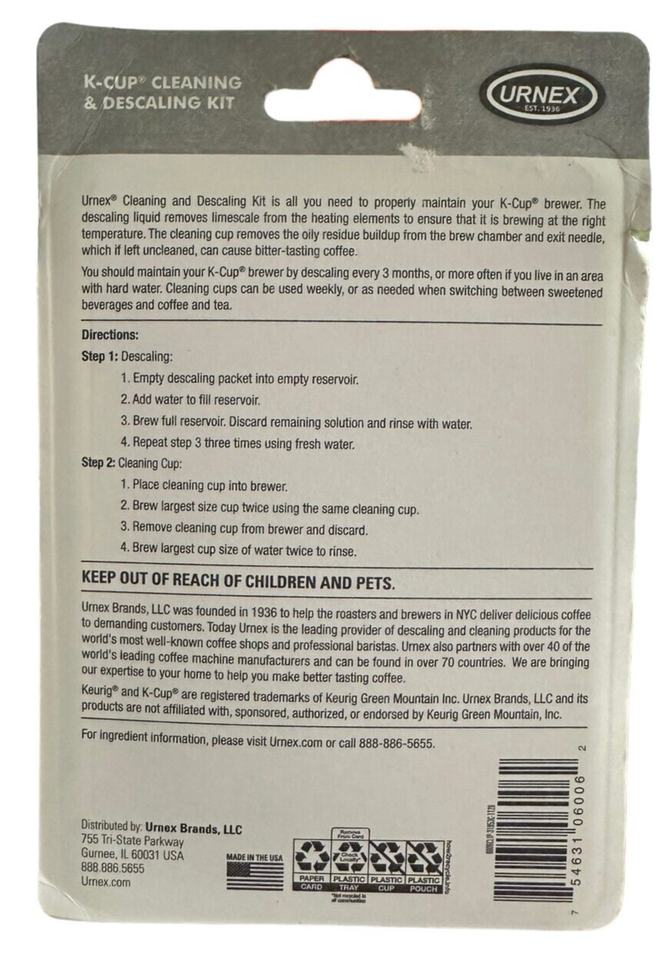 K-CUP® CLEANING
& DESCALING KIT
URNEX®
EST. 1936
Urnex® Cleaning and Descaling Kit is all you need to properly maintain your K-Cup® brewer. The
descaling liquid removes limescale from the heating elements to ensure that it is brewing at the right
temperature. The cleaning cup removes the oily residue buildup from the brew chamber and exit needle,
which if left uncleaned, can cause bitter-tasting coffee.
You should maintain your K-Cup® brewer by descaling every 3 months, or more often if you live in an area
with hard water. Cleaning cups can be used weekly, or as needed when switching between sweetened
beverages and coffee and tea.
Directions:
Step 1: Descaling:
1. Empty descaling packet into empty reservoir.
2. Add water to fill reservoir.
3. Brew full reservoir. Discard remaining solution and rinse with water.
4. Repeat step 3 three times using fresh water.
Step 2: Cleaning Cup:
1. Place cleaning cup into brewer.
2. Brew largest size cup twice using the same cleaning cup.
3. Remove cleaning cup from brewer and discard.
4. Brew largest cup size of water twice to rinse.
KEEP OUT OF REACH OF CHILDREN AND PETS.
Urnex Brands, LLC was founded in 1936 to help the roasters and brewers in NYC deliver delicious coffee
to demanding customers. Today Urnex is the leading provider of descaling and cleaning products for the
world's most well-known coffee shops and professional baristas. Urnex also partners with over 40 of the
world's leading coffee machine manufacturers and can be found in over 70 countries. We are bringing
our expertise to your home to help you make better tasting coffee.
Keurig® and K-Cup® are registered trademarks of Keurig Green Mountain Inc. Urnex Brands, LLC and its
products are not affiliated with, sponsored, authorized, or endorsed by Keurig Green Mountain, Inc.
For ingredient information, please visit Urnex.com or call 888-886-5655.
Distributed by: Urnex Brands, LLC
755 Tri-State Parkway
Gurnee, IL 60031 USA
888.886.5655
Urnex.com
MADE IN THE USA
Remove
From Card
Check
Locally*
PAPER PLASTIC PLASTIC PLASTIC
CARD TRAY CUP POUCH
*Not recycled in
all communities
how2recycle.info
7 54631 06006 2